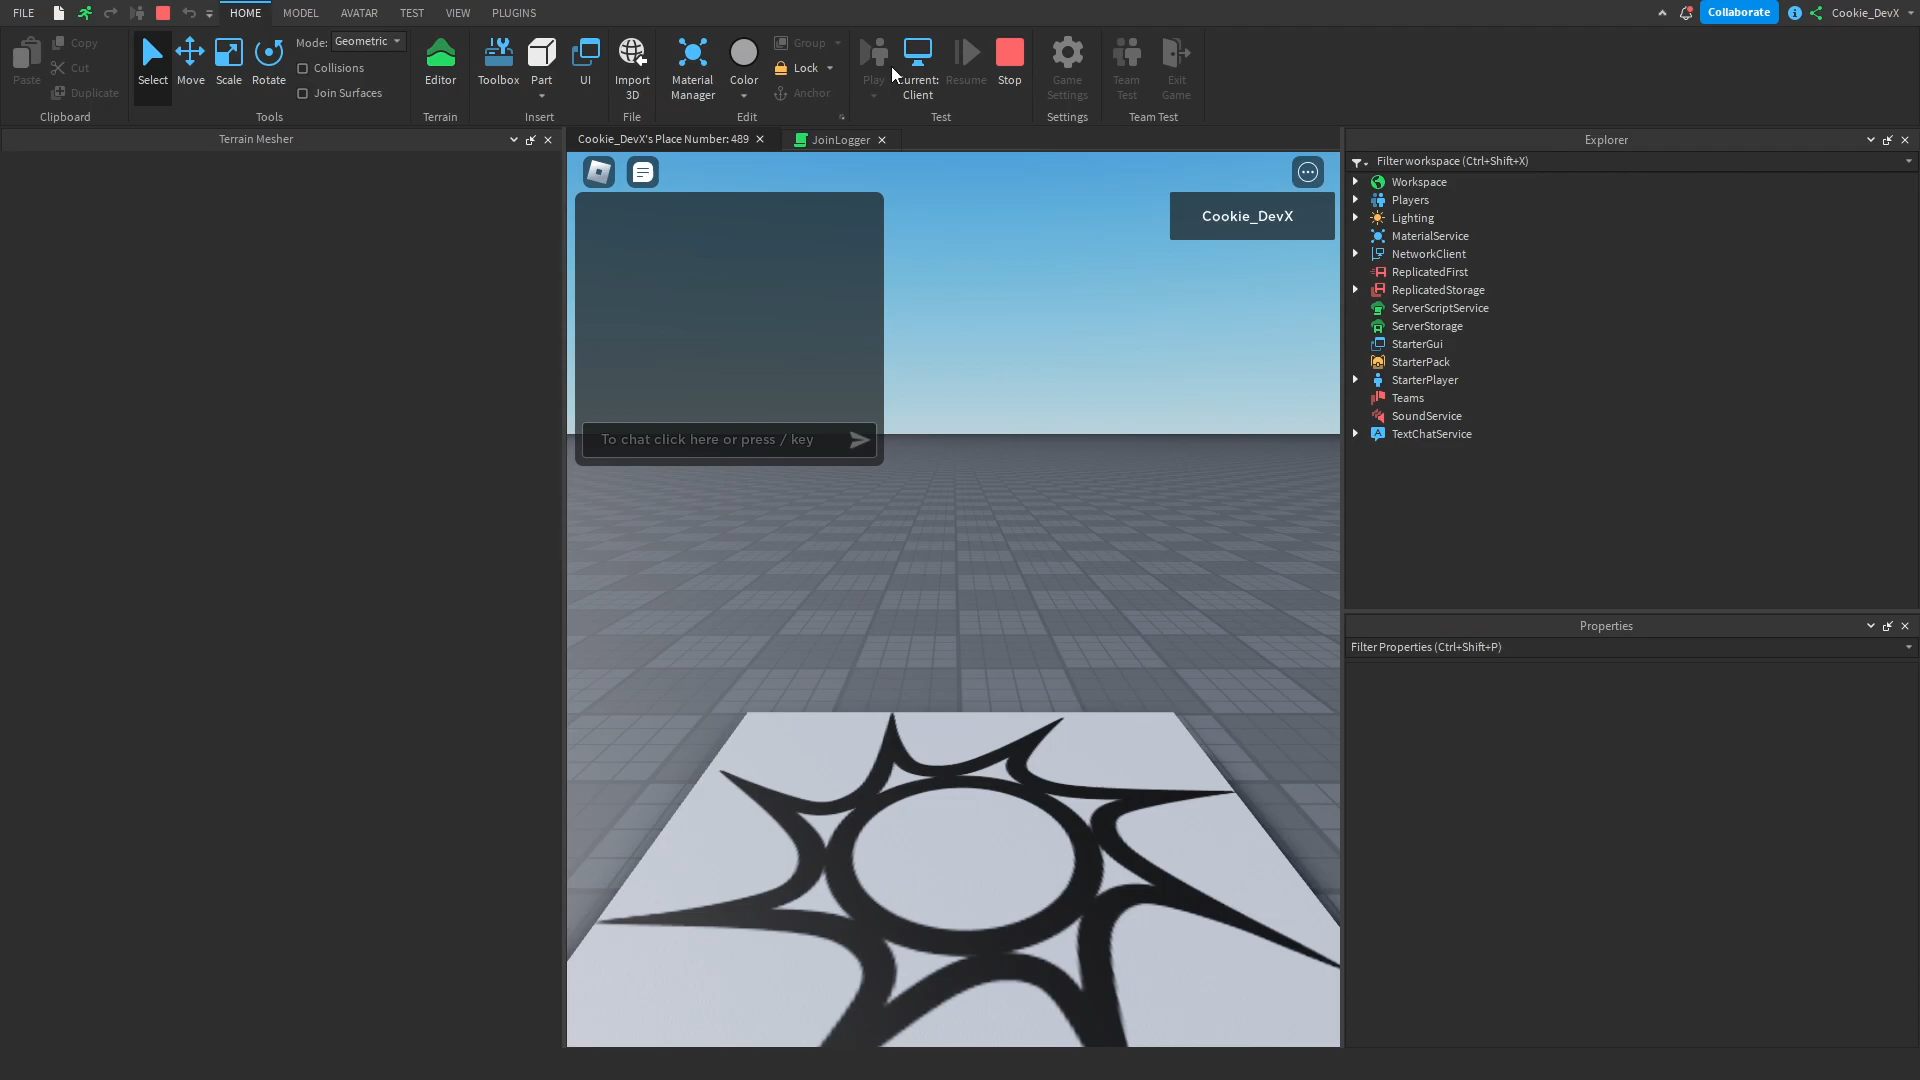 FILE HOME MODEL AVATAR TEST VIEW PLUGINS Collaborate Cookie_DevX
Paste Copy Cut Duplicate Clipboard
Select Move Scale Rotate Mode: Geometric Collisions Join Surfaces Tools
Editor Terrain
Toolbox Part UI Insert
Import 3D File
Material Manager Color Group Lock Anchor Edit
Play Current: Client Resume Stop Test
Game Settings Settings
Team Test Exit Game Team Test
Terrain Mesher
Cookie_DevX's Place Number: 489
JoinLogger
Cookie_DevX
To chat click here or press / key
Explorer
Filter workspace (Ctrl+Shift+X)
Workspace
Players
Lighting
MaterialService
NetworkClient
ReplicatedFirst
ReplicatedStorage
ServerScriptService
ServerStorage
StarterGui
StarterPack
StarterPlayer
Teams
SoundService
TextChatService
Properties
Filter Properties (Ctrl+Shift+P)